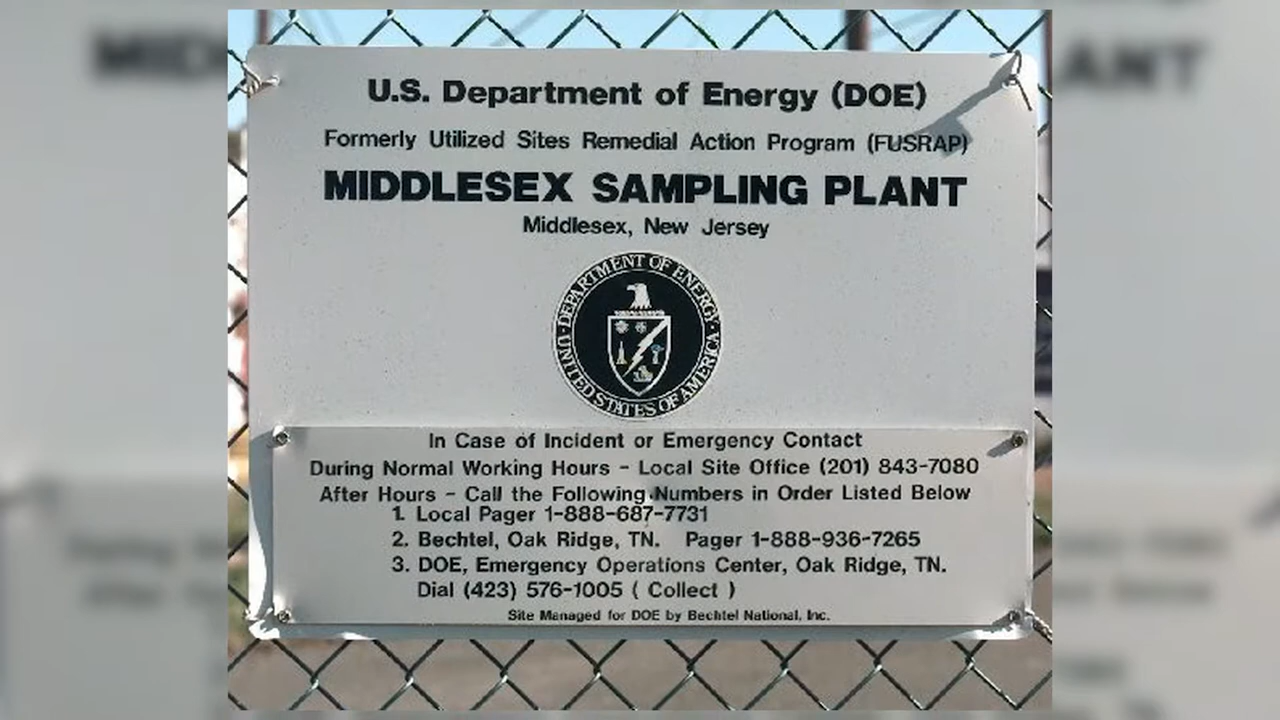 U.S. Department of Energy (DOE)
Formerly Utilized Sites Remedial Action Program (FUSRAP)
MIDDLESEX SAMPLING PLANT
Middlesex, New Jersey
DEPARTMENT OF ENERGY
UNITED STATES OF AMERICA
In Case of Incident or Emergency Contact
During Normal Working Hours - Local Site Office (201) 843-7080
After Hours - Call the Following Numbers in Order Listed Below
1. Local Pager 1-888-687-7731
2. Bechtel, Oak Ridge, TN. Pager 1-888-936-7265
3. DOE, Emergency Operations Center, Oak Ridge, TN.
Dial (423) 576-1005 ( Collect )
Site Managed for DOE by Bechtel National, Inc.